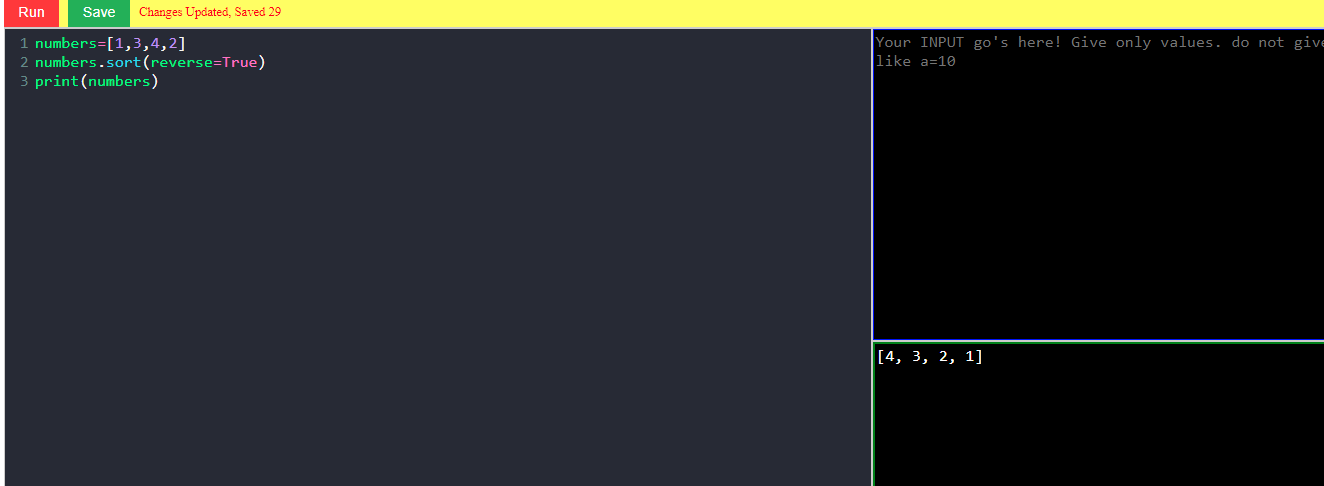 Run Save Changes Updated, Saved 29
1 numbers=[1,3,4,2]
2 numbers.sort(reverse=True)
3 print(numbers)
Your INPUT go's here! Give only values. do not give
like a=10
[4, 3, 2, 1]